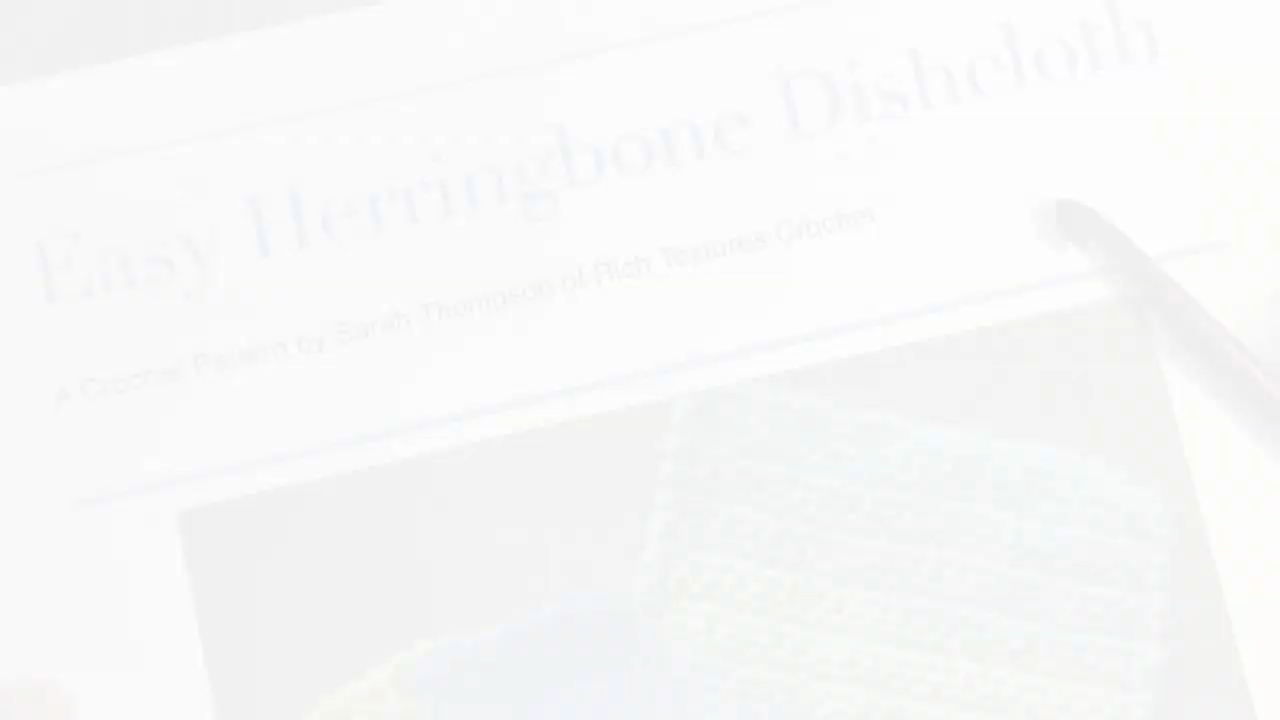 Easy Herringbone Dishcloth
A Crochet Pattern by Sarah Thompson of Rich Textures Crochet